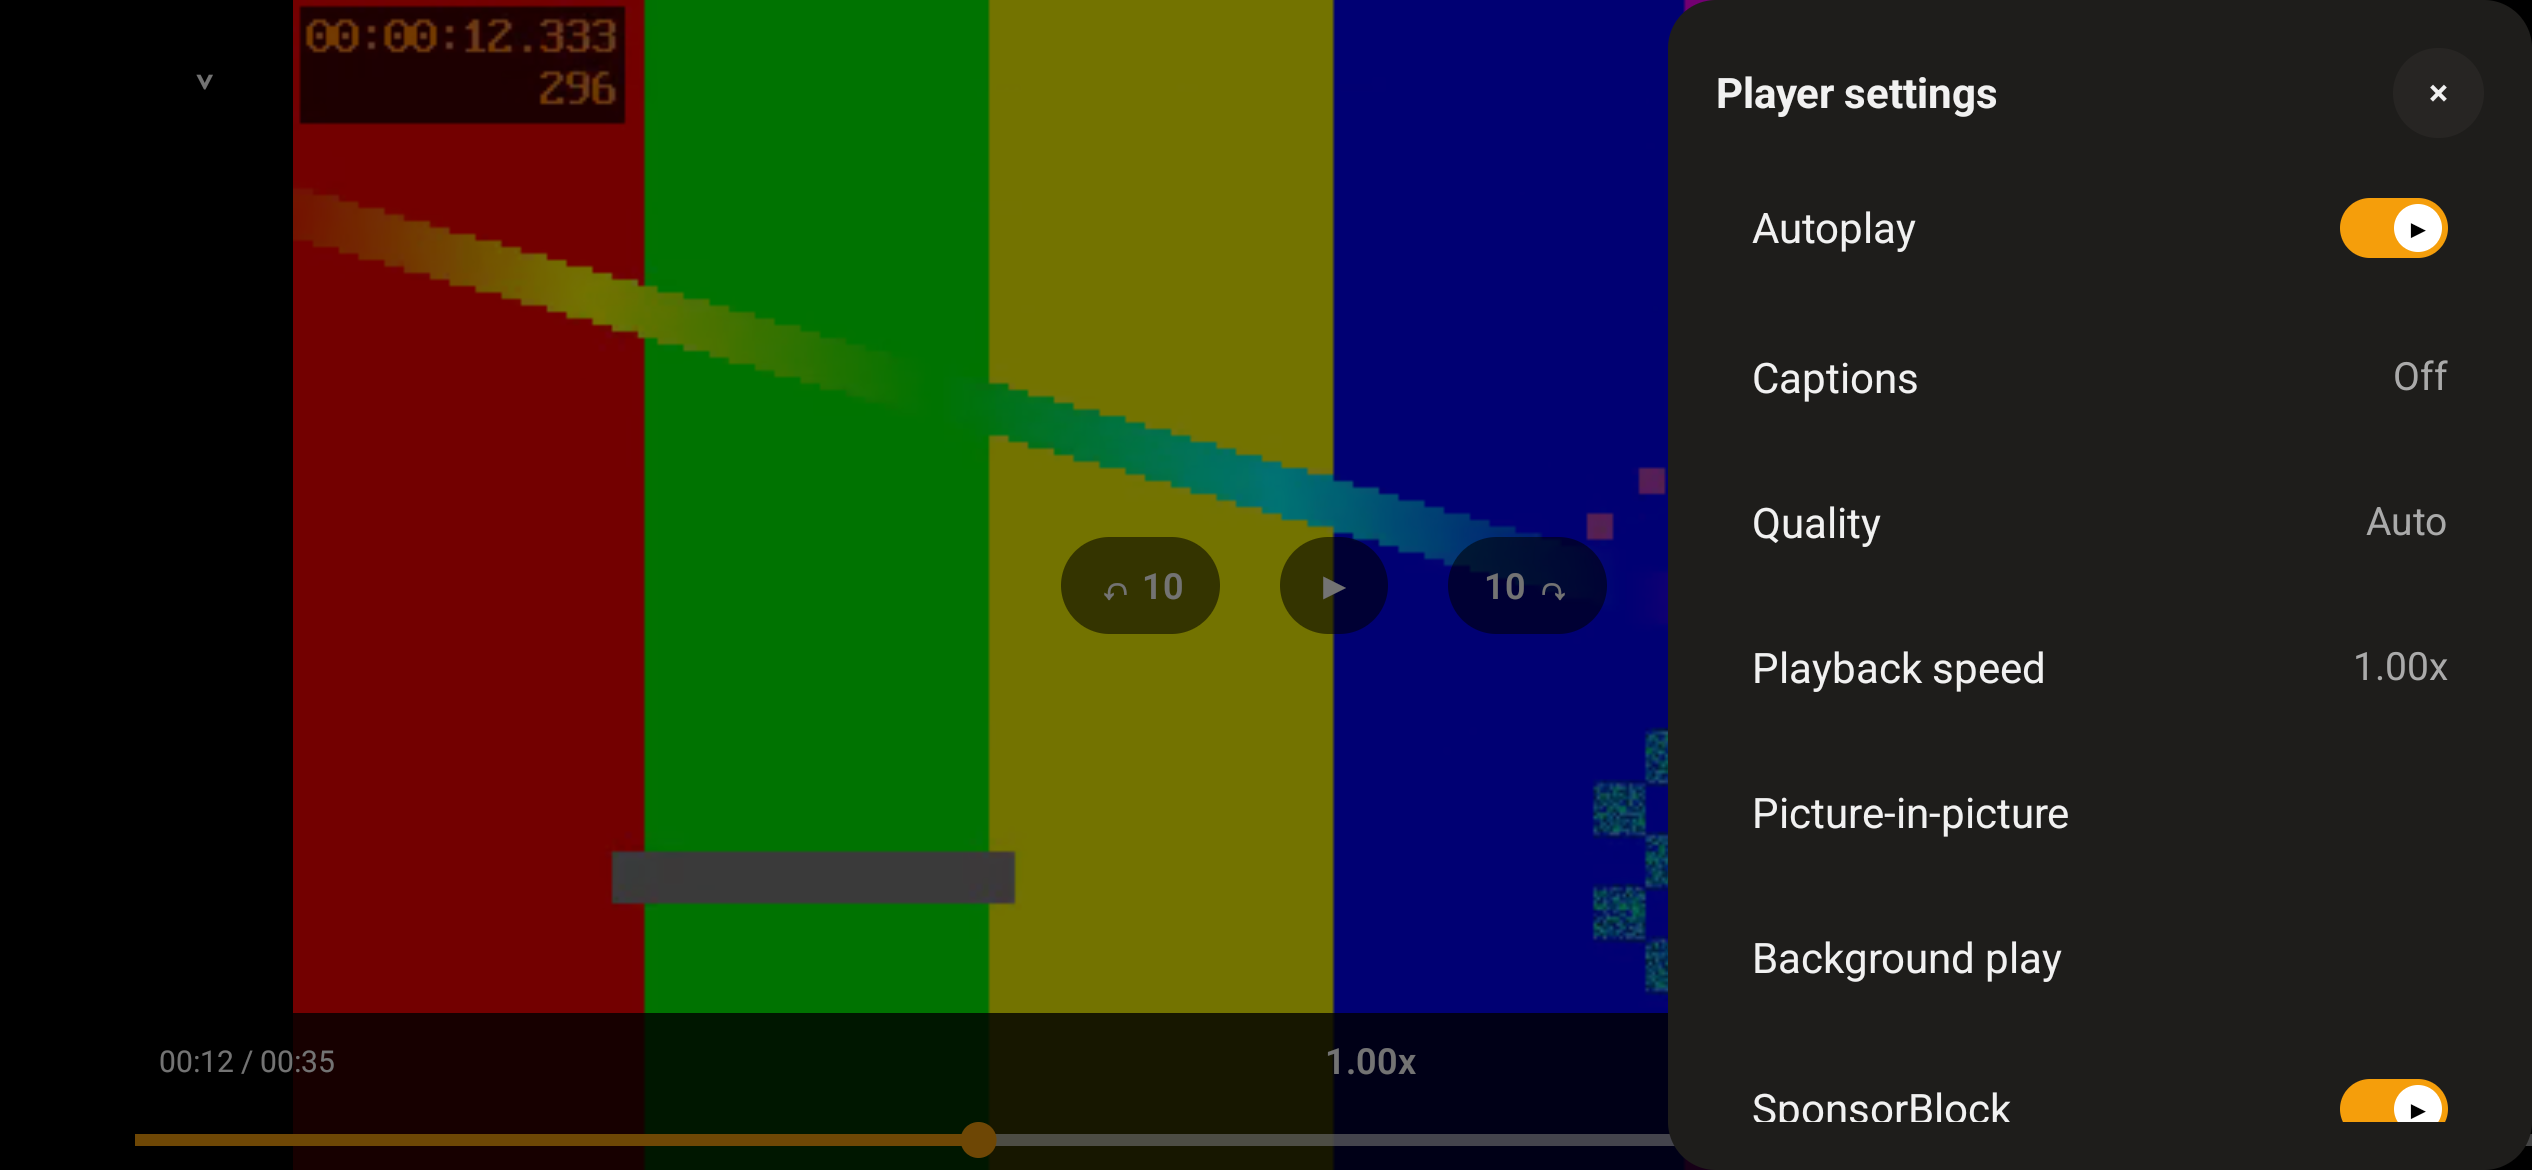 00:00:12.333
296
Player settings
Autoplay
Captions Off
Quality Auto
Playback speed 1.00x
Picture-in-picture
Background play
SponsorBlock
10
10
00:12 / 00:35
1.00x